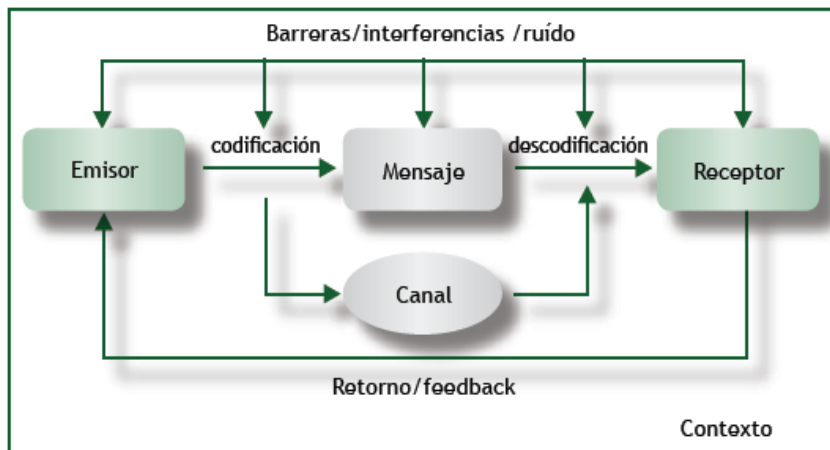 Barreras/interferencias /ruído
Emisor
codificación
Mensaje
descodificación
Receptor
Canal
Retorno/feedback
Contexto